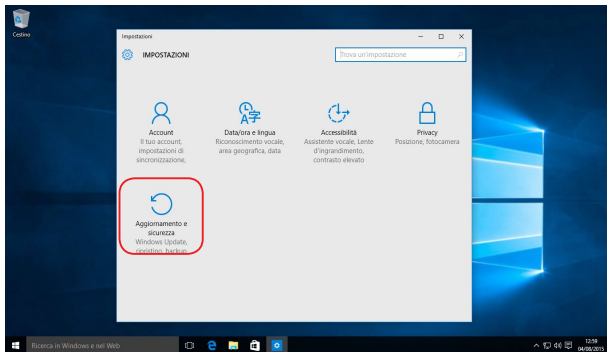 Cestino
Impostazioni
IMPOSTAZIONI
Trova un'impostazione
Account
Il tuo account,
impostazioni di
sincronizzazione,
Data/ora e lingua
Riconoscimento vocale,
area geografica, data
Accessibilità
Assistente vocale, Lente
d'ingrandimento,
contrasto elevato
Privacy
Posizione, fotocamera
Aggiornamento e
sicurezza
Windows Update,
ripristino, backup
Ricerca in Windows e nel Web
12:59
04/08/2015